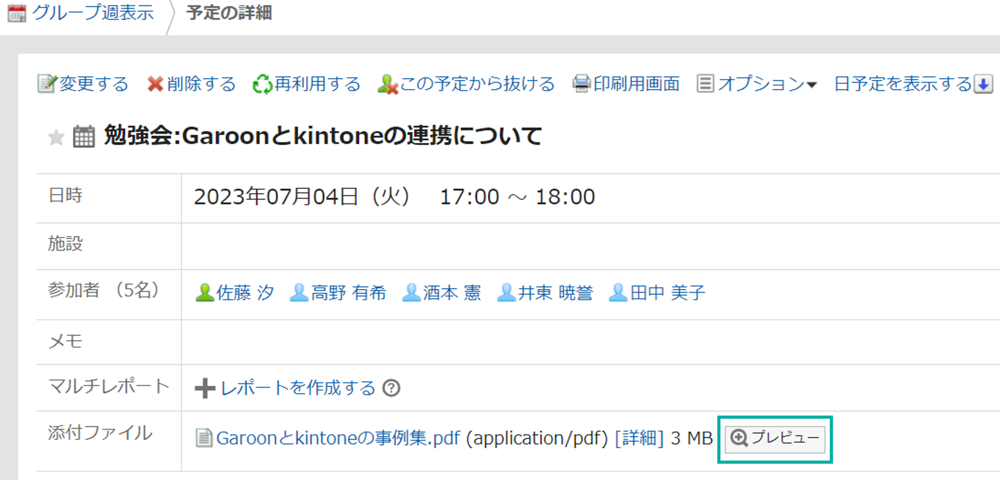 グループ週表示 予定の詳細
変更する 削除する 再利用する この予定から抜ける 印刷用画面 オプション 日予定を表示する
勉強会:Garoonとkintoneの連携について
日時 2023年07月04日（火） 17:00 ～ 18:00
施設
参加者 （5名） 佐藤 汐 高野 有希 酒本 憲 井東 暁誉 田中 美子
メモ
マルチレポート レポートを作成する ?
添付ファイル Garoonとkintoneの事例集.pdf (application/pdf) [詳細] 3 MB プレビュー